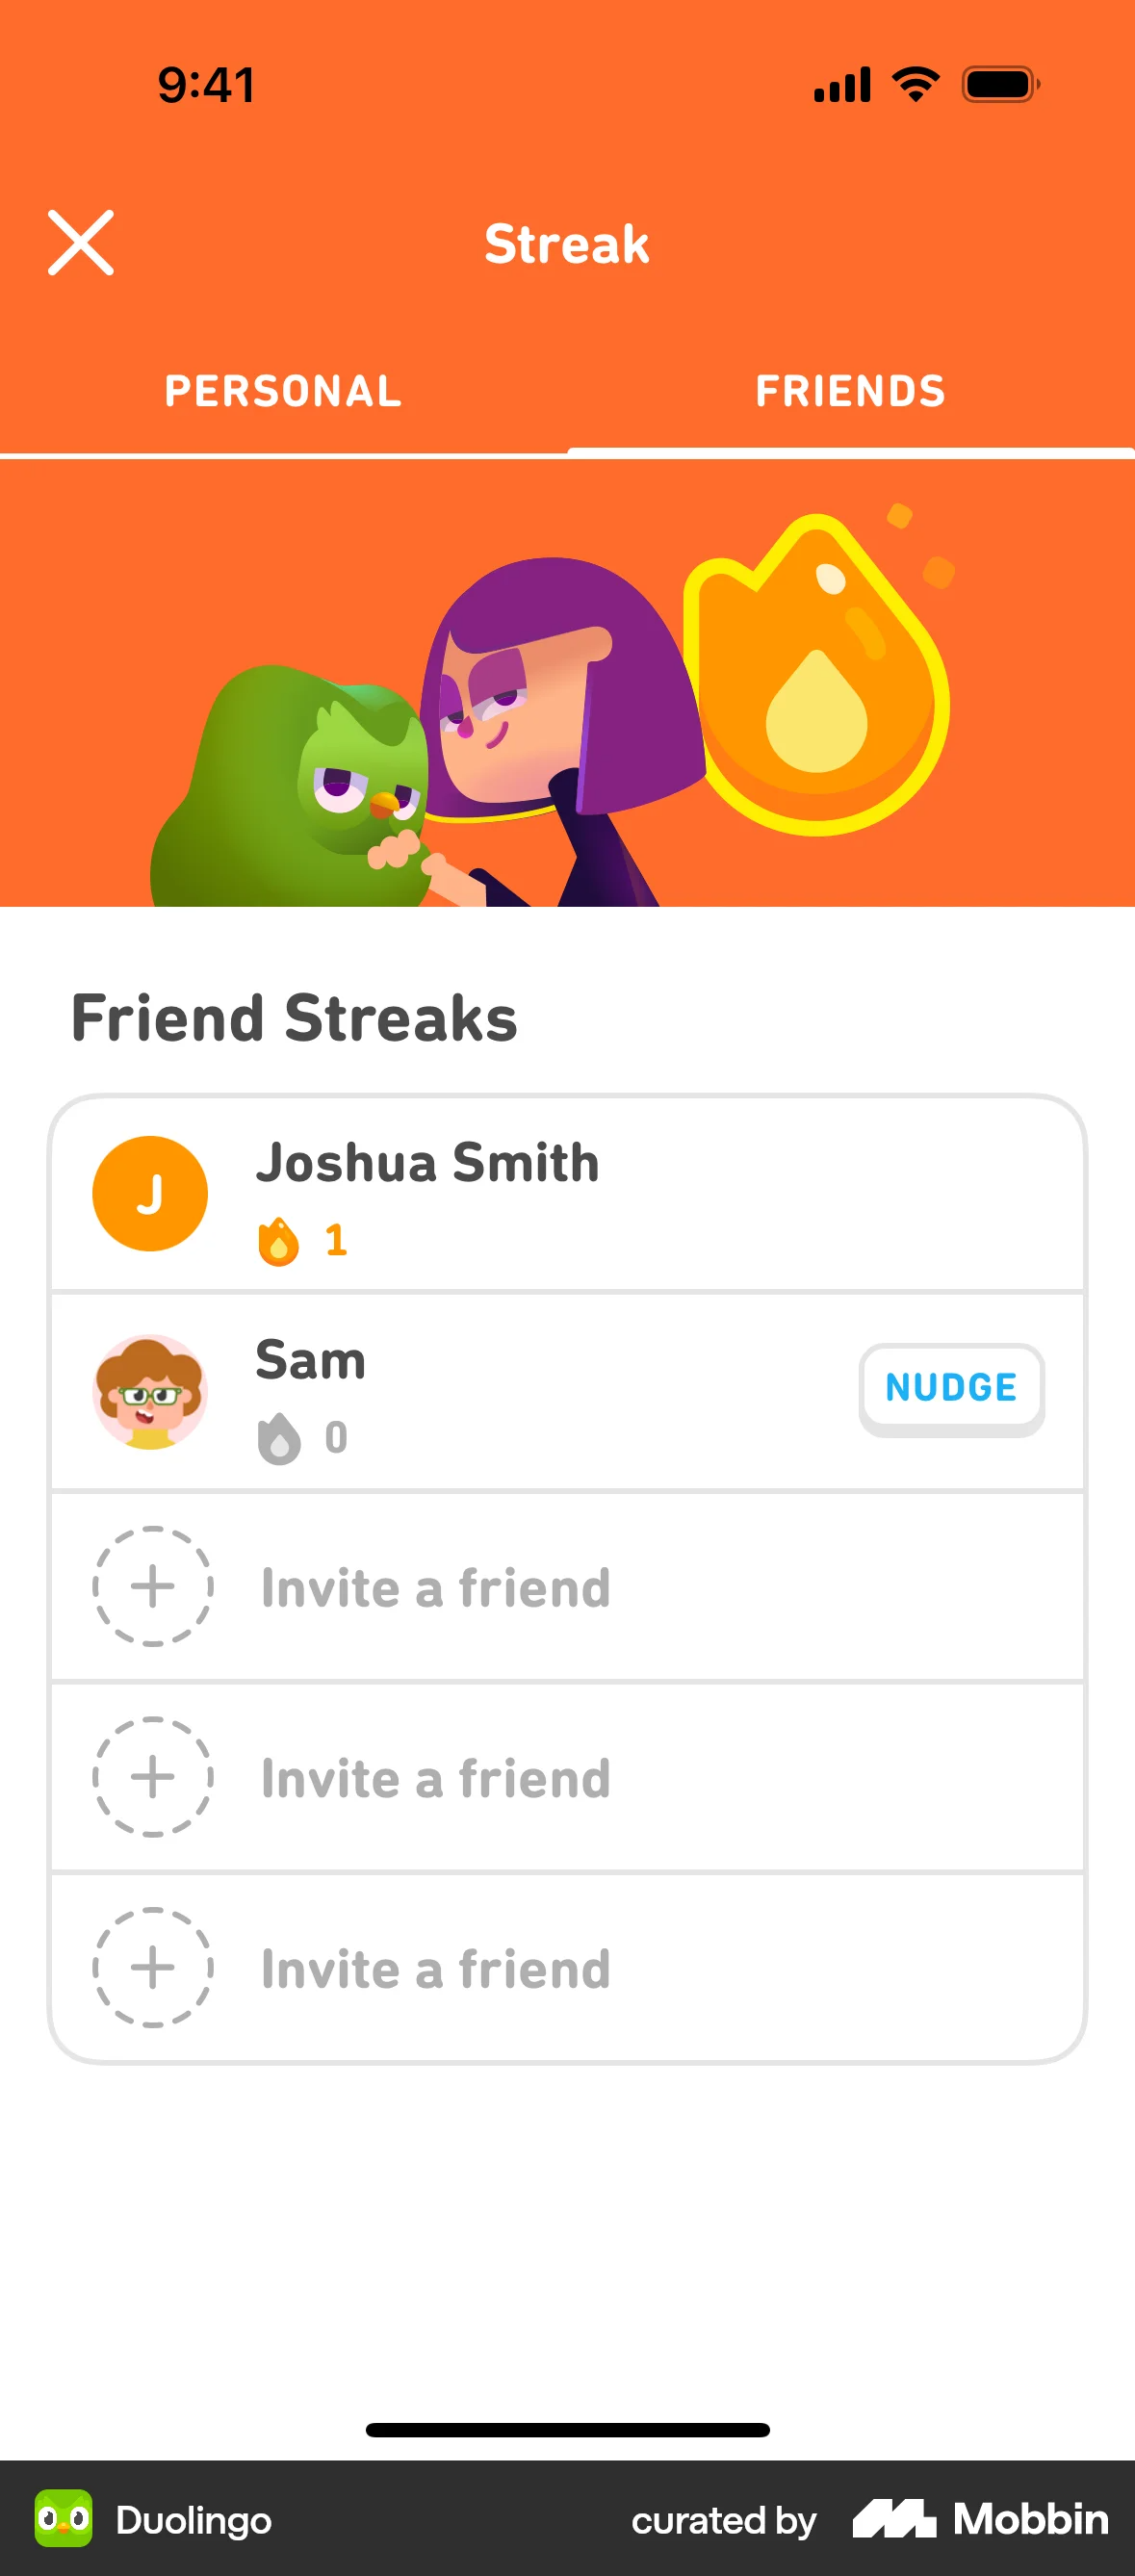 9:41
Streak
PERSONAL
FRIENDS
Friend Streaks
J
Joshua Smith
1
Sam
0
NUDGE
Invite a friend
Invite a friend
Invite a friend
Duolingo
curated by
Mobbin